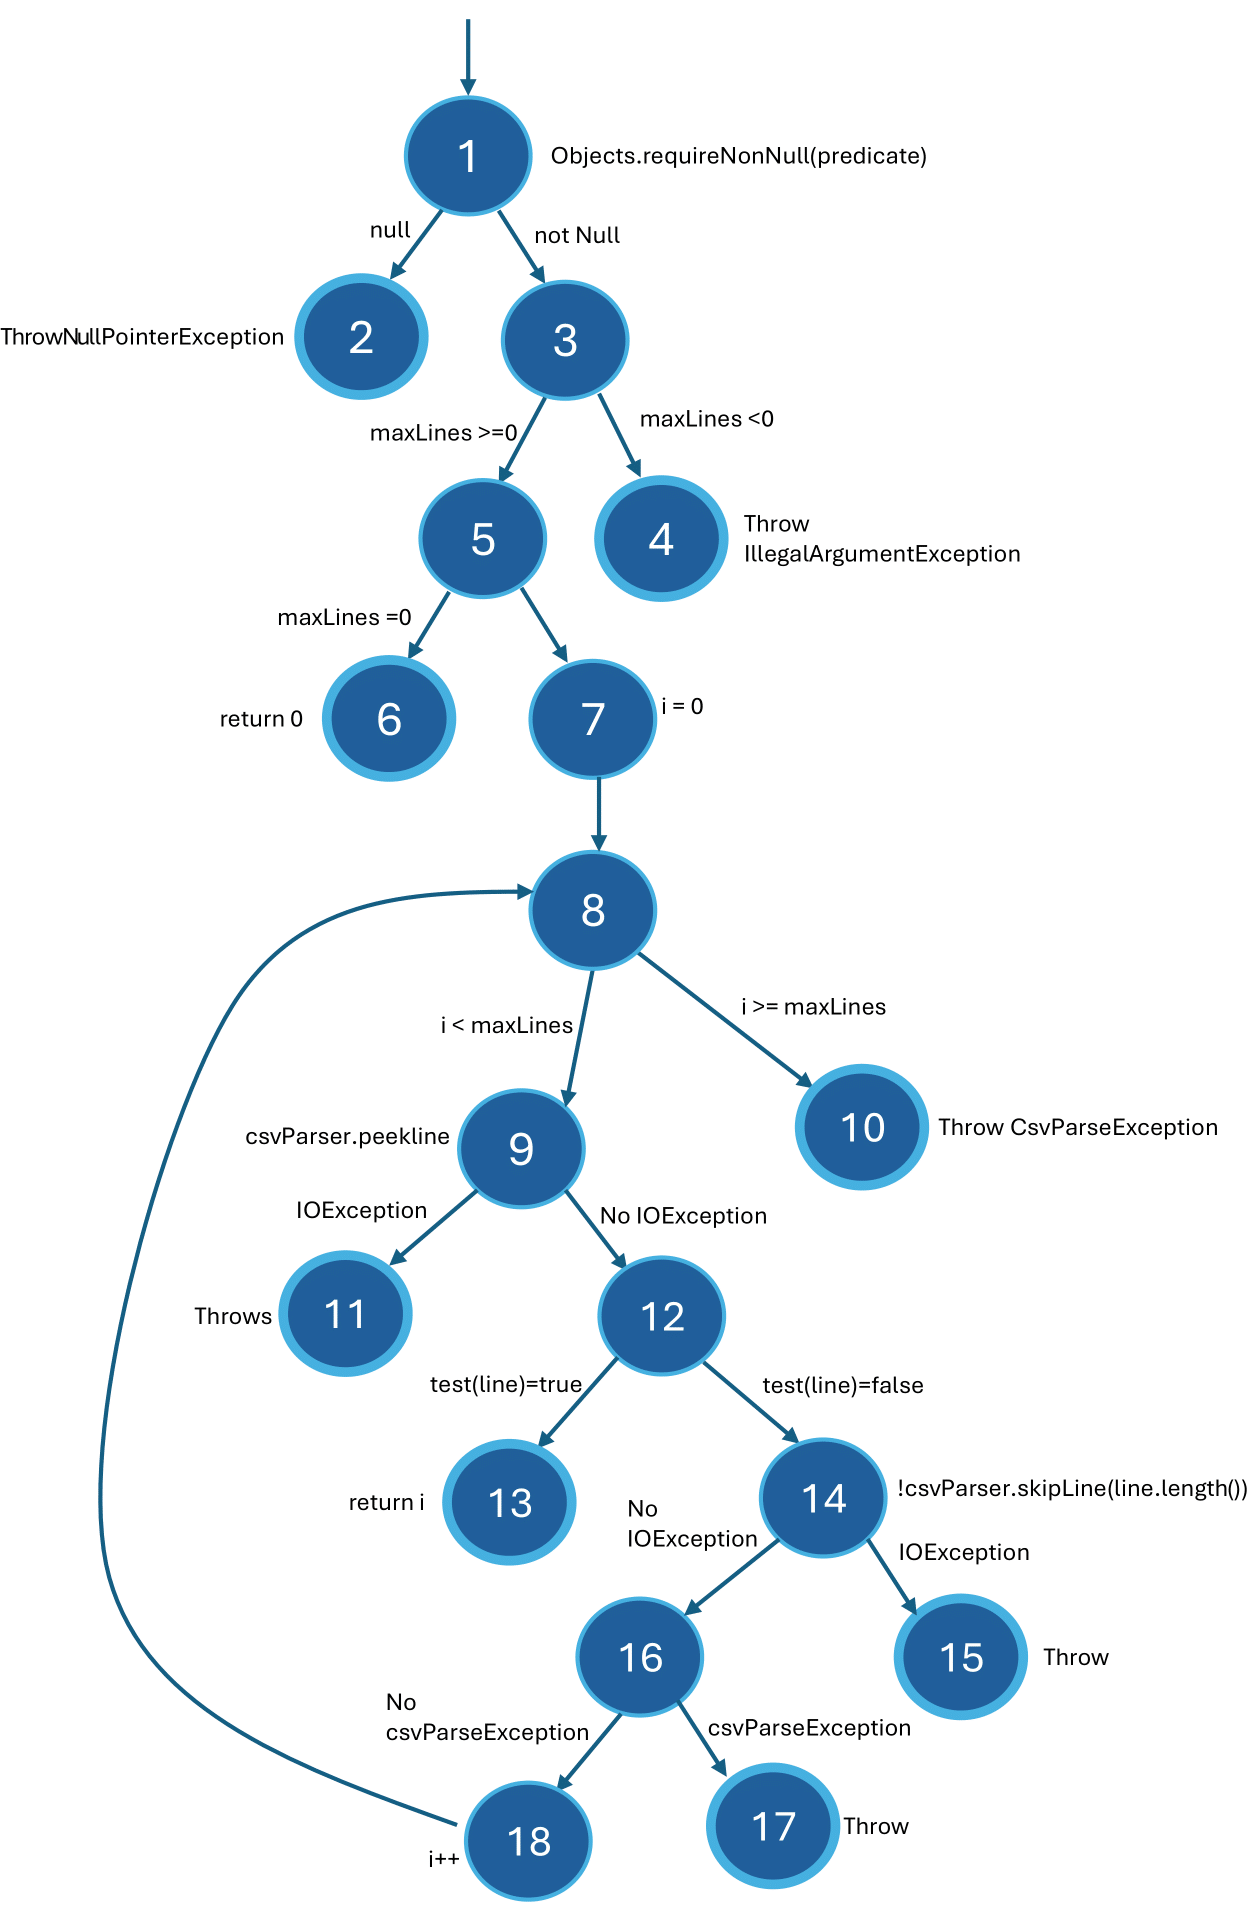 1
Objects.requireNonNull(predicate)
null
not Null
ThrowNullPointerException
2
3
maxLines >=0
maxLines <0
5
4
Throw
IllegalArgumentException
maxLines =0
return 0
6
7
i = 0
8
i < maxLines
i >= maxLines
csvParser.peekline
9
10
Throw CsvParseException
IOException
No IOException
Throws
11
12
test(line)=true
test(line)=false
return i
13
14
!csvParser.skipLine(line.length())
No
IOException
IOException
16
15
Throw
No
csvParseException
csvParseException
17
Throw
18
i++